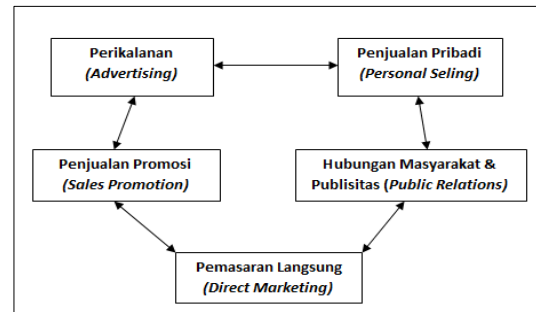 Perikalanan
(Advertising)
Penjualan Pribadi
(Personal Seling)
Penjualan Promosi
(Sales Promotion)
Hubungan Masyarakat &
Publisitas (Public Relations)
Pemasaran Langsung
(Direct Marketing)